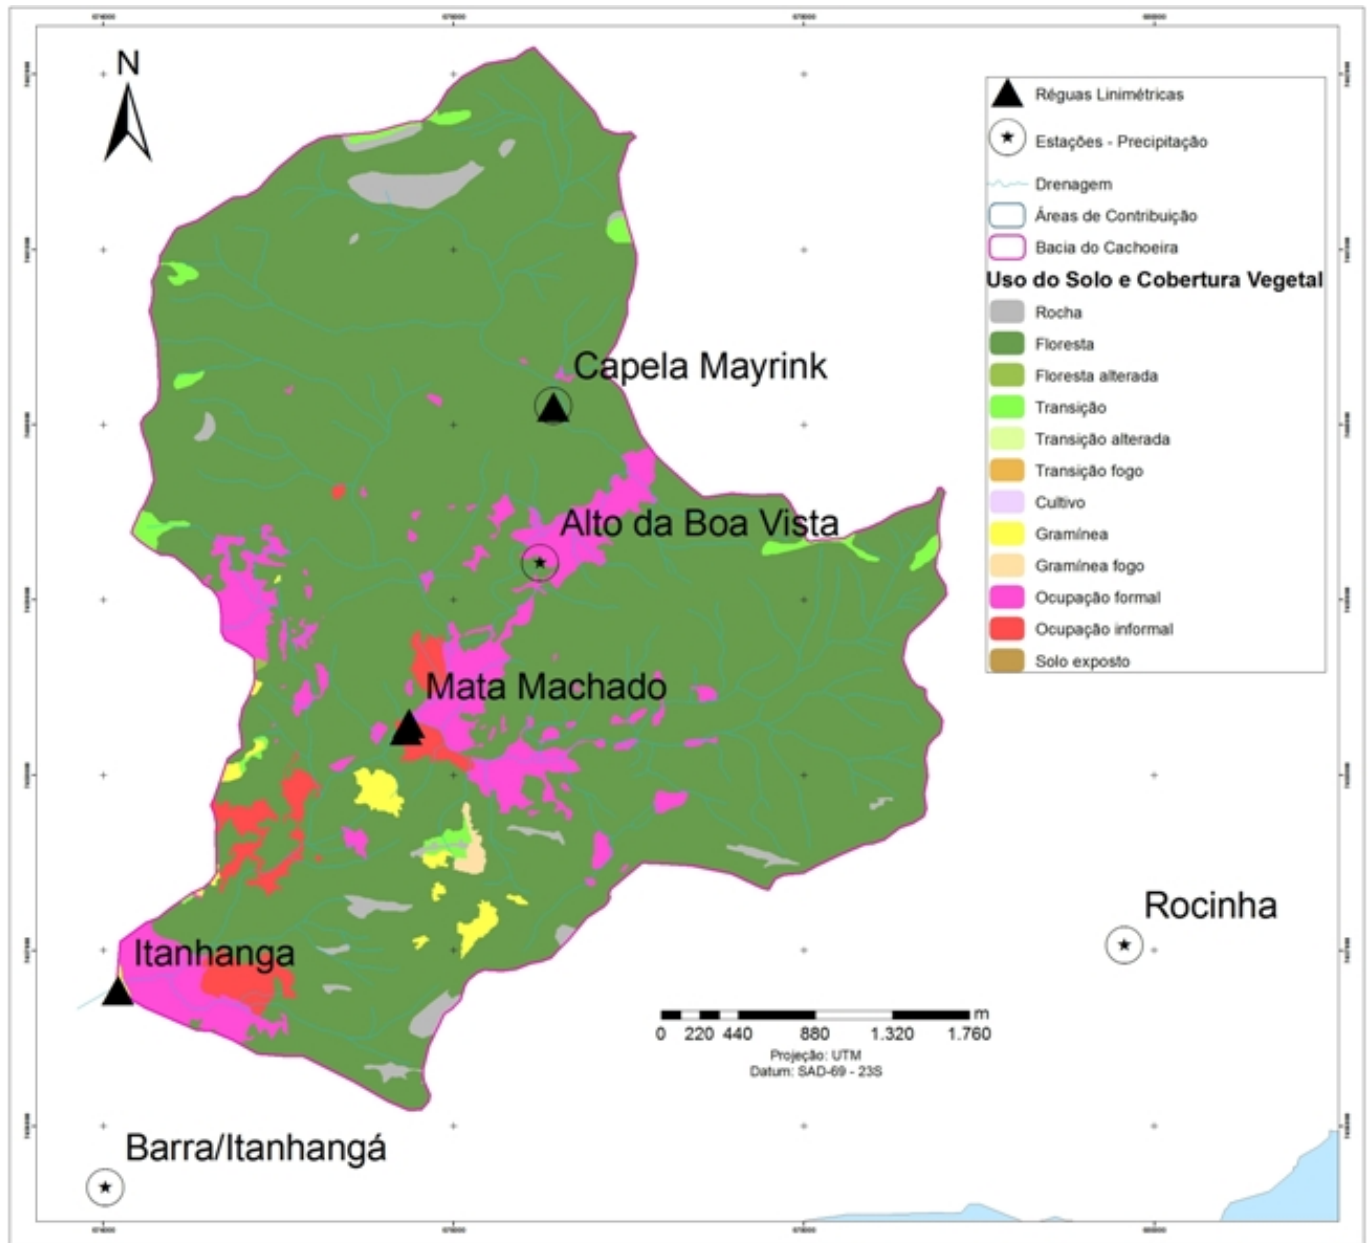 N
Réguas Linimétricas
Estações - Precipitação
Drenagem
Áreas de Contribuição
Bacia do Cachoeira
Uso do Solo e Cobertura Vegetal
Rocha
Floresta
Floresta alterada
Transição
Transição alterada
Transição fogo
Cultivo
Gramínea
Gramínea fogo
Ocupação formal
Ocupação informal
Solo exposto
Capela Mayrink
Alto da Boa Vista
Mata Machado
Rocinha
Itanhanga
m
0 220 440 880 1.320 1.760
Projeção: UTM
Datum: SAD-69 - 23S
Barra/Itanhangá